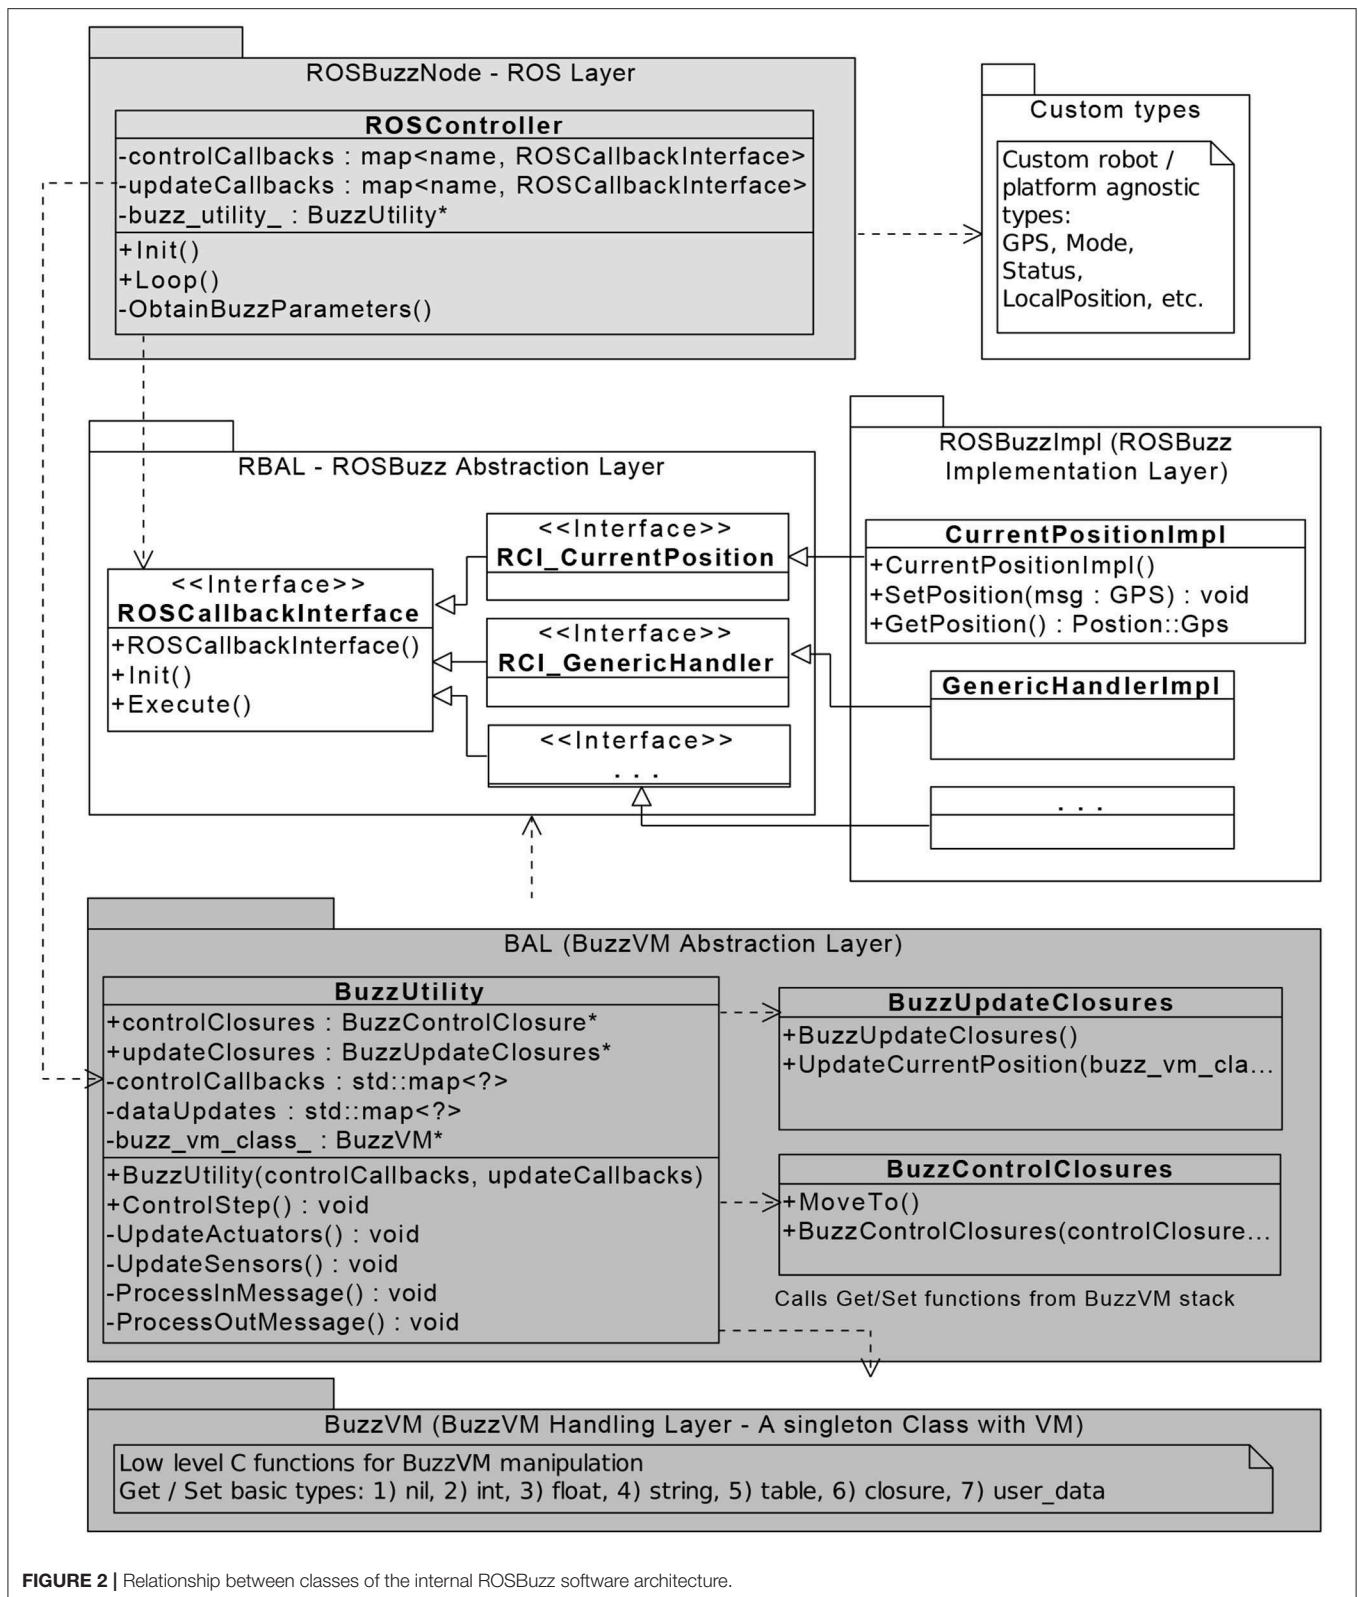 ROSBuzzNode - ROS Layer
ROSController
-controlCallbacks : map<name, ROSCallbackInterface>
-updateCallbacks : map<name, ROSCallbackInterface>
-buzz_utility_ : BuzzUtility*
+Init()
+Loop()
-ObtainBuzzParameters()
Custom types
Custom robot /
platform agnostic
types:
GPS, Mode,
Status,
LocalPosition, etc.
RBAL - ROSBuzz Abstraction Layer
<<Interface>>
ROSCallbackInterface
+ROSCallbackInterface()
+Init()
+Execute()
<<Interface>>
RCI_CurrentPosition
<<Interface>>
RCI_GenericHandler
<<Interface>>
. . .
ROSBuzzImpl (ROSBuzz
Implementation Layer)
CurrentPositionImpl
+CurrentPositionImpl()
+SetPosition(msg : GPS) : void
+GetPosition() : Postion::Gps
GenericHandlerImpl
. . .
BAL (BuzzVM Abstraction Layer)
BuzzUtility
+controlClosures : BuzzControlClosure*
+updateClosures : BuzzUpdateClosures*
-controlCallbacks : std::map<?>
-dataUpdates : std::map<?>
-buzz_vm_class_ : BuzzVM*
+BuzzUtility(controlCallbacks, updateCallbacks)
+ControlStep() : void
-UpdateActuators() : void
-UpdateSensors() : void
-ProcessInMessage() : void
-ProcessOutMessage() : void
BuzzUpdateClosures
+BuzzUpdateClosures()
+UpdateCurrentPosition(buzz_vm_cla...
BuzzControlClosures
+MoveTo()
+BuzzControlClosures(controlClosure...
Calls Get/Set functions from BuzzVM stack
BuzzVM (BuzzVM Handling Layer - A singleton Class with VM)
Low level C functions for BuzzVM manipulation
Get / Set basic types: 1) nil, 2) int, 3) float, 4) string, 5) table, 6) closure, 7) user_data
FIGURE 2 | Relationship between classes of the internal ROSBuzz software architecture.